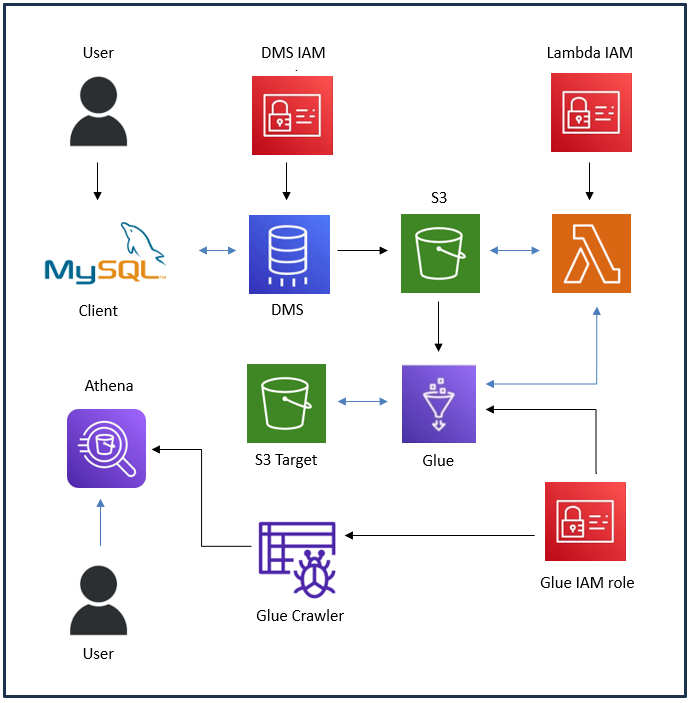 User
DMS IAM
Lambda IAM
S3
MySQL
Client
DMS
Athena
S3 Target
Glue
Glue IAM role
Glue Crawler
User